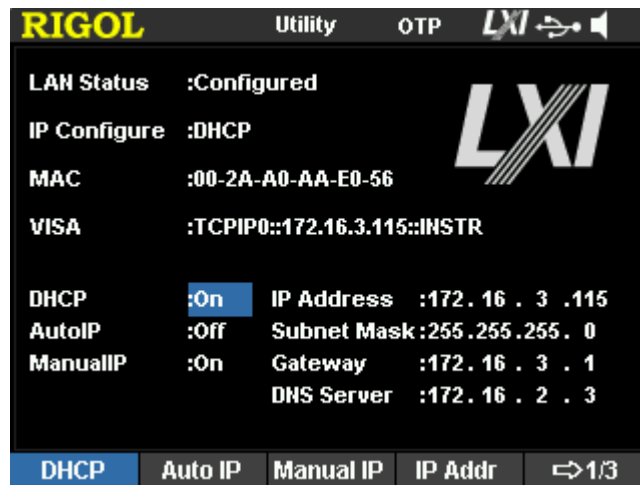 RIGOL Utility OTP LXI
LAN Status :Configured
LXI
IP Configure :DHCP
MAC :00-2A-A0-AA-E0-56
VISA :TCPIP0::172.16.3.115::INSTR
DHCP :On IP Address :172. 16 . 3 .115
AutoIP :Off Subnet Mask:255.255.255. 0
ManualIP :On Gateway :172. 16 . 3 . 1
DNS Server :172. 16 . 2 . 3
DHCP Auto IP Manual IP IP Addr ⇨1/3